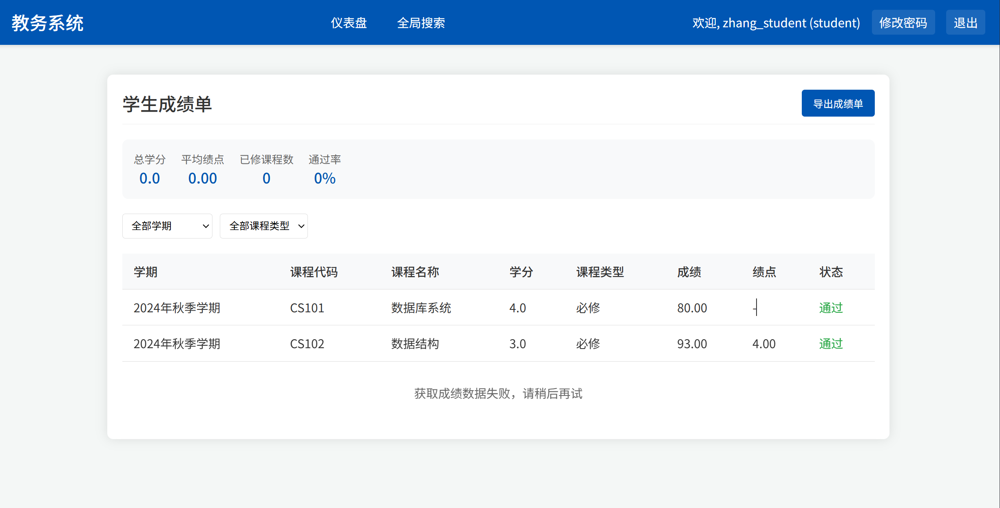 教务系统 仪表盘 全局搜索 欢迎, zhang_student (student) 修改密码 退出
学生成绩单 导出成绩单
总学分 平均绩点 已修课程数 通过率
0.0 0.00 0 0%
全部学期 全部课程类型
学期 课程代码 课程名称 学分 课程类型 成绩 绩点 状态
2024年秋季学期 CS101 数据库系统 4.0 必修 80.00 - 通过
2024年秋季学期 CS102 数据结构 3.0 必修 93.00 4.00 通过
获取成绩数据失败，请稍后再试